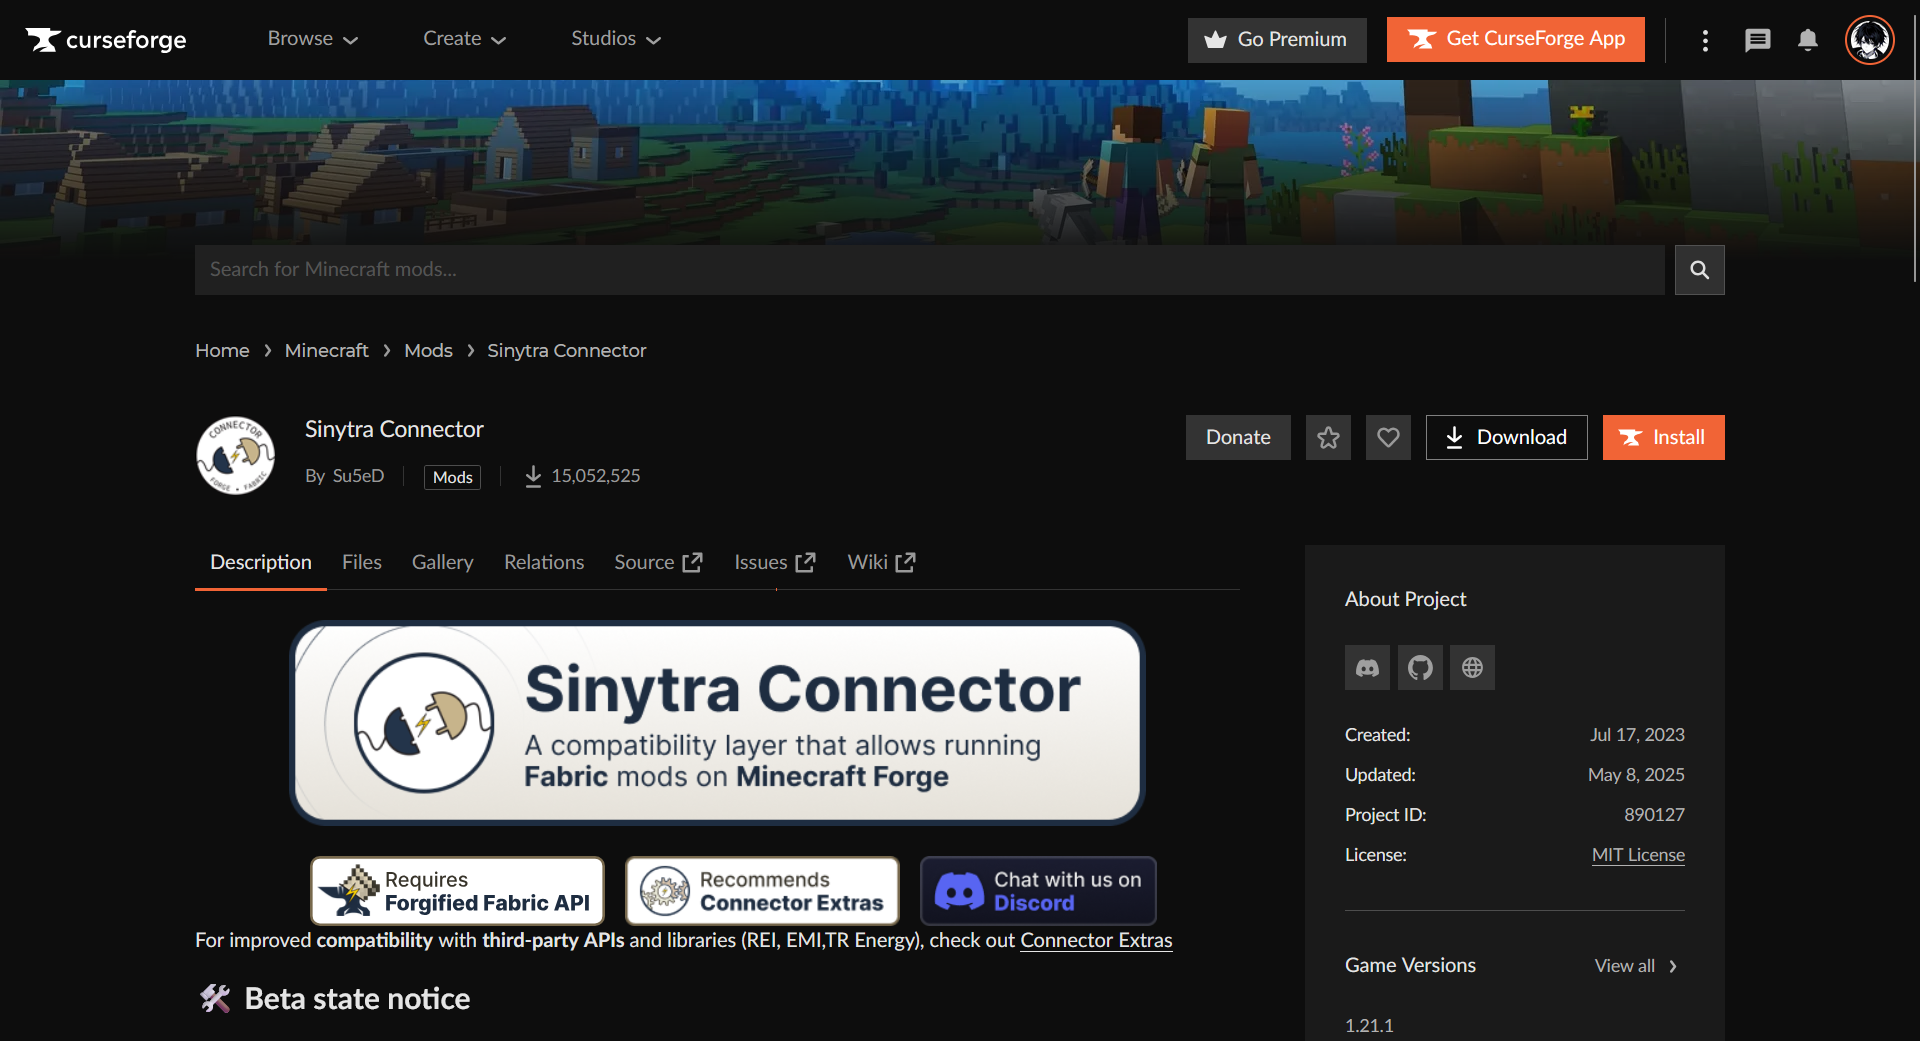 curseforge
Browse
Create
Studios
Go Premium
Get CurseForge App
Search for Minecraft mods...
Home > Minecraft > Mods > Sinytra Connector
CONNECTOR
FORGE • FABRIC
Sinytra Connector
By Su5eD
Mods
15,052,525
Donate
Download
Install
Description
Files
Gallery
Relations
Source
Issues
Wiki
Sinytra Connector
A compatibility layer that allows running
Fabric mods on Minecraft Forge
Requires
Forgified Fabric API
Recommends
Connector Extras
Chat with us on
Discord
For improved compatibility with third-party APIs and libraries (REI, EMI,TR Energy), check out Connector Extras
Beta state notice
About Project
Created: Jul 17, 2023
Updated: May 8, 2025
Project ID: 890127
License: MIT License
Game Versions
View all
1.21.1